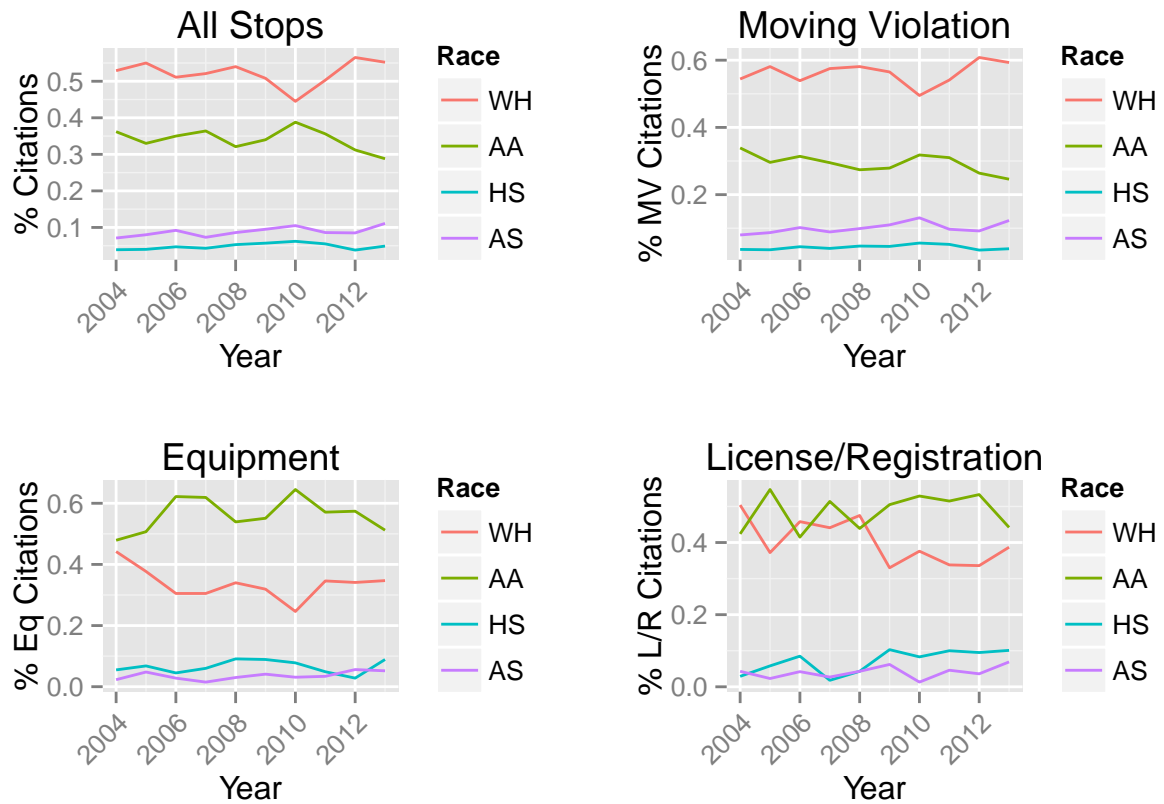 All Stops
% Citations
0.5
0.4
0.3
0.2
0.1
2004
2006
2008
2010
2012
Year
Race
WH
AA
HS
AS
Moving Violation
% MV Citations
0.6
0.4
0.2
2004
2006
2008
2010
2012
Year
Race
WH
AA
HS
AS
Equipment
% Eq Citations
0.6
0.4
0.2
0.0
2004
2006
2008
2010
2012
Year
Race
WH
AA
HS
AS
License/Registration
% L/R Citations
0.4
0.2
0.0
2004
2006
2008
2010
2012
Year
Race
WH
AA
HS
AS